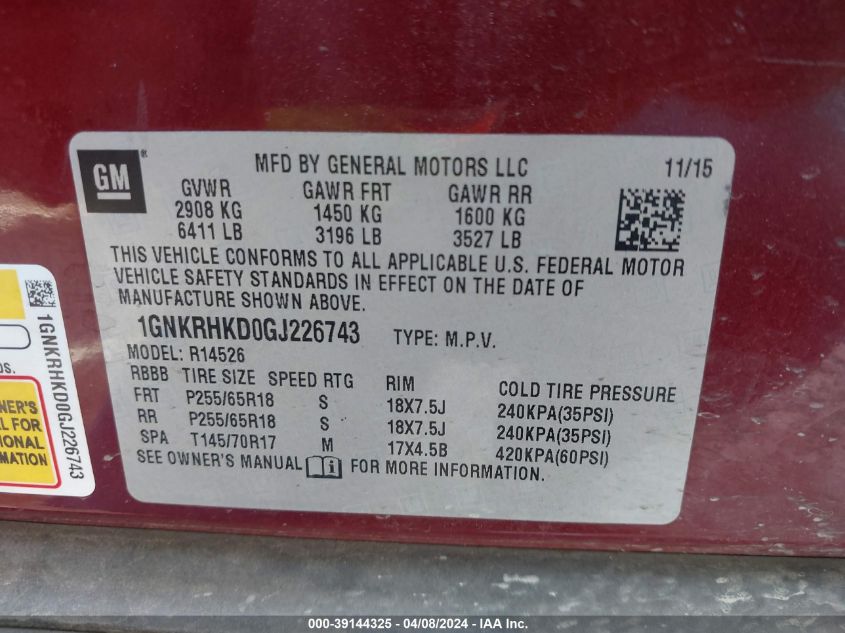 GM
®
MFD BY GENERAL MOTORS LLC
11/15
GVWR GAWR FRT GAWR RR
2908 KG 1450 KG 1600 KG
6411 LB 3196 LB 3527 LB
THIS VEHICLE CONFORMS TO ALL APPLICABLE U.S. FEDERAL MOTOR
VEHICLE SAFETY STANDARDS IN EFFECT ON THE DATE OF
MANUFACTURE SHOWN ABOVE.
1GNKRHKD0GJ226743 TYPE: M.P.V.
MODEL: R14526
RBBB TIRE SIZE SPEED RTG RIM COLD TIRE PRESSURE
FRT P255/65R18 S 18X7.5J 240KPA(35PSI)
RR P255/65R18 S 18X7.5J 240KPA(35PSI)
SPA T145/70R17 M 17X4.5B 420KPA(60PSI)
SEE OWNER'S MANUAL FOR MORE INFORMATION.
1GNKRHKD0GJ226743
NER'S
L FOR
IONAL
MATION
000-39144325 - 04/08/2024 - IAA Inc.